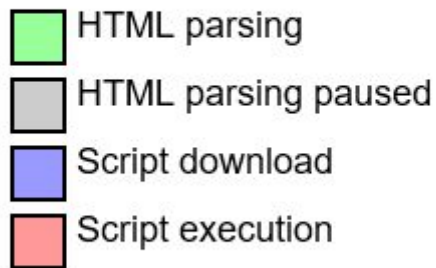 HTML parsing
HTML parsing paused
Script download
Script execution